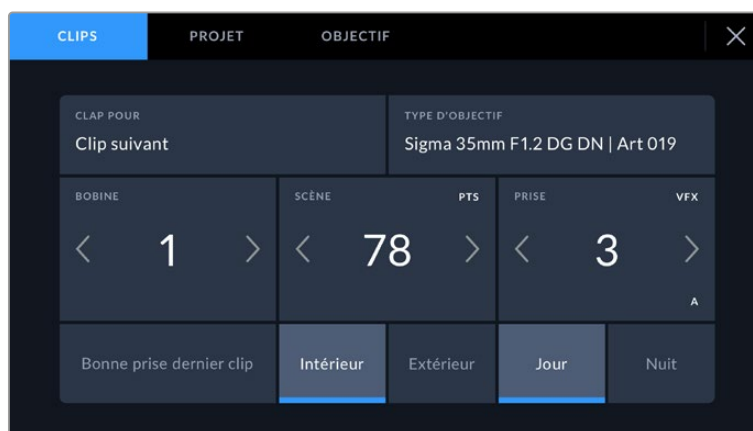 CLIPS PROJET OBJECTIF
CLAP POUR TYPE D'OBJECTIF
Clip suivant Sigma 35mm F1.2 DG DN | Art 019
BOBINE SCÈNE PTS PRISE VFX
1 78 3
A
Bonne prise dernier clip Intérieur Extérieur Jour Nuit